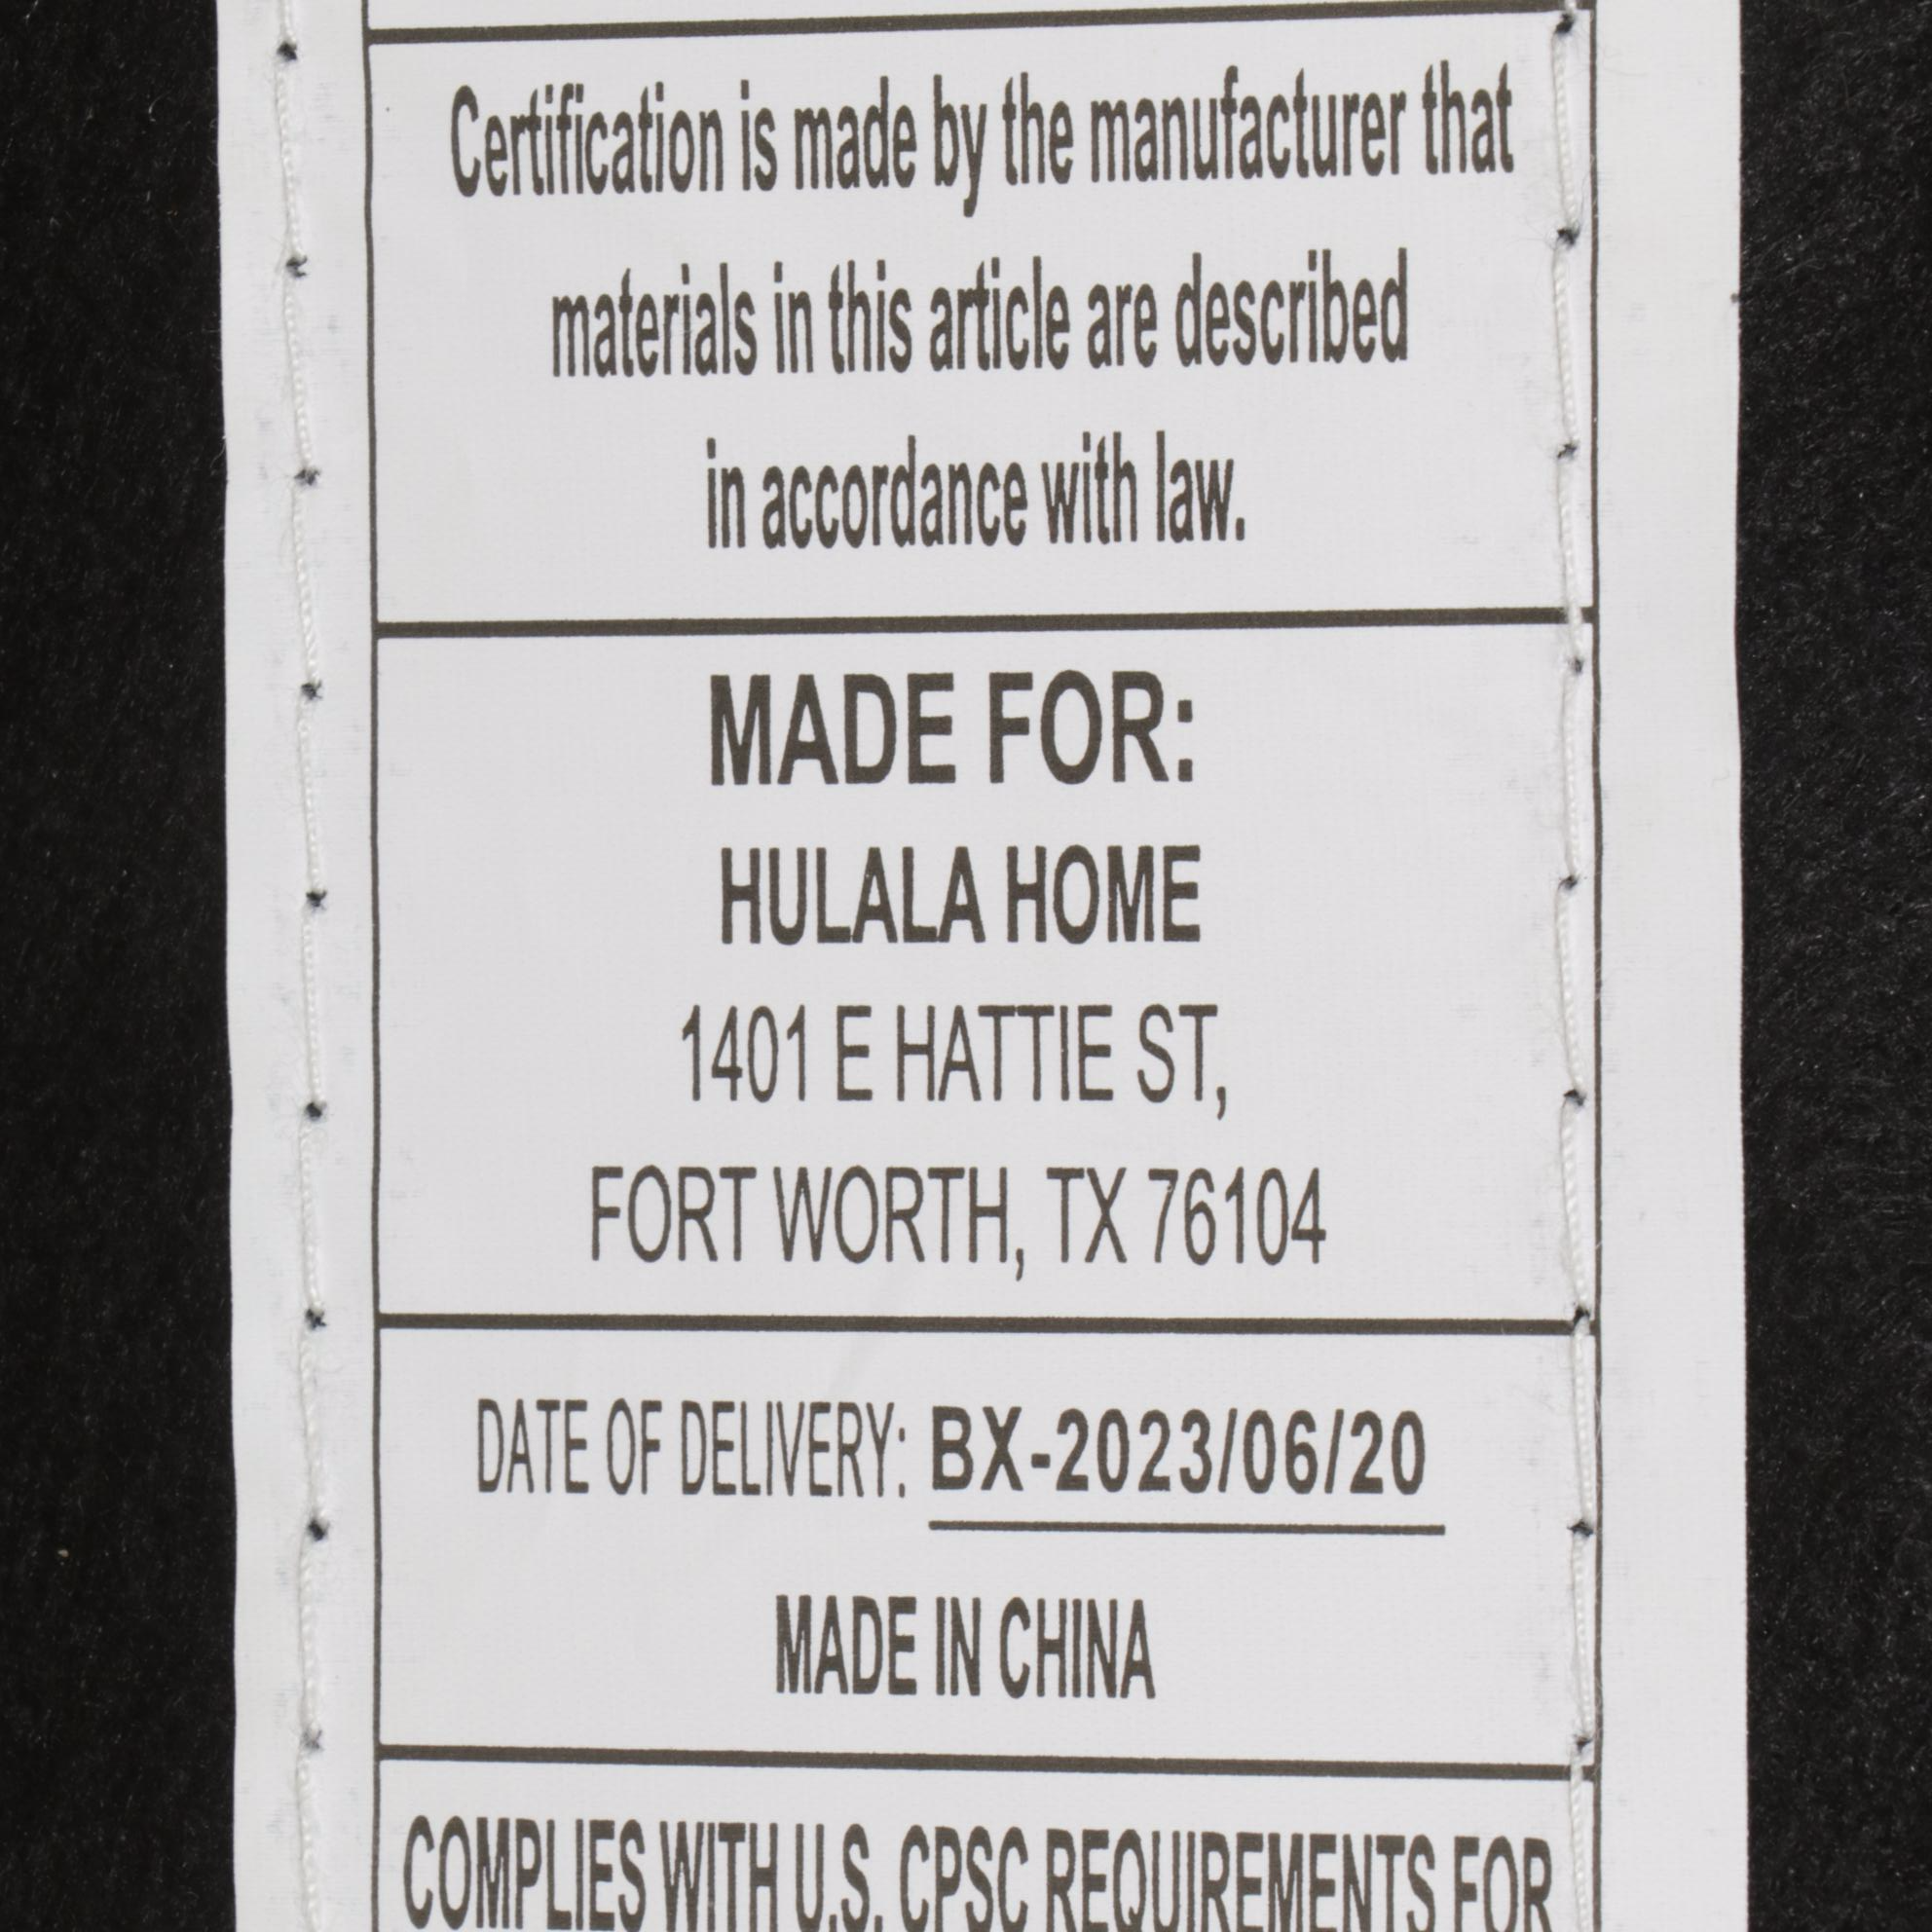 Certification is made by the manufacturer that
materials in this article are described
in accordance with law.
MADE FOR:
HULALA HOME
1401 E HATTIE ST,
FORT WORTH, TX 76104
DATE OF DELIVERY: BX-2023/06/20
MADE IN CHINA
COMPLIES WITH U.S. CPSC REQUIREMENTS FOR